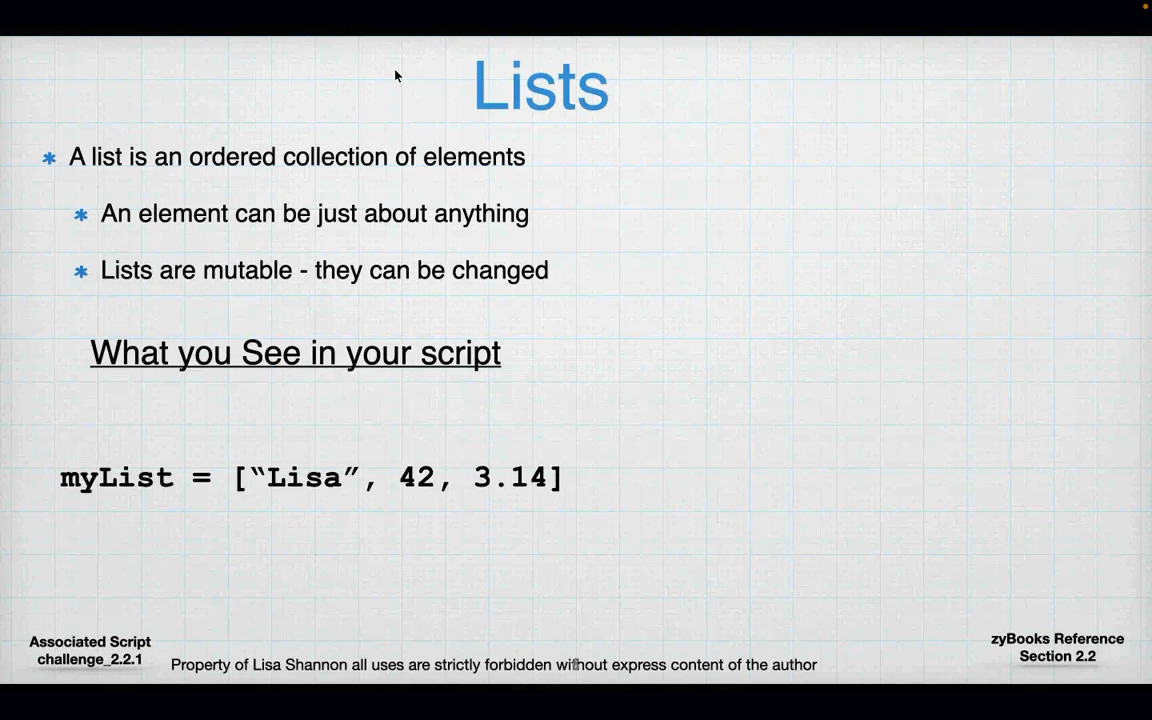 Lists
* A list is an ordered collection of elements
* An element can be just about anything
* Lists are mutable - they can be changed
What you See in your script
myList = [“Lisa”, 42, 3.14]
Associated Script
challenge_2.2.1
Property of Lisa Shannon all uses are strictly forbidden without express content of the author
zyBooks Reference
Section 2.2